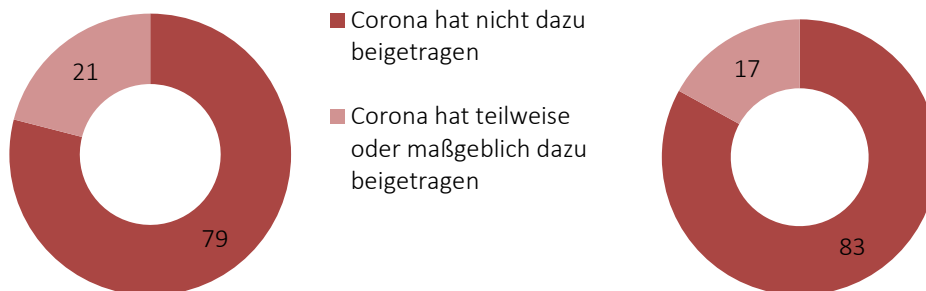 21
79
Corona hat nicht dazu
beigetragen
Corona hat teilweise
oder maßgeblich dazu
beigetragen
17
83